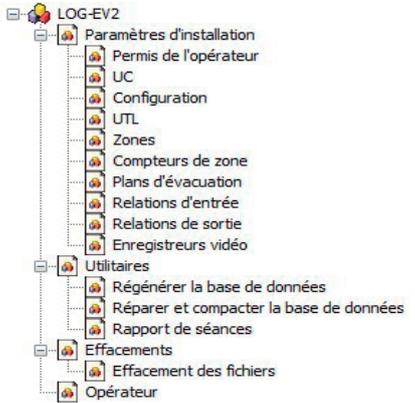 LOG-EV2
Paramètres d'installation
Permis de l'opérateur
UC
Configuration
UTL
Zones
Compteurs de zone
Plans d'évacuation
Relations d'entrée
Relations de sortie
Enregistreurs vidéo
Utilitaires
Régénérer la base de données
Réparer et compacter la base de données
Rapport de séances
Effacements
Effacement des fichiers
Opérateur